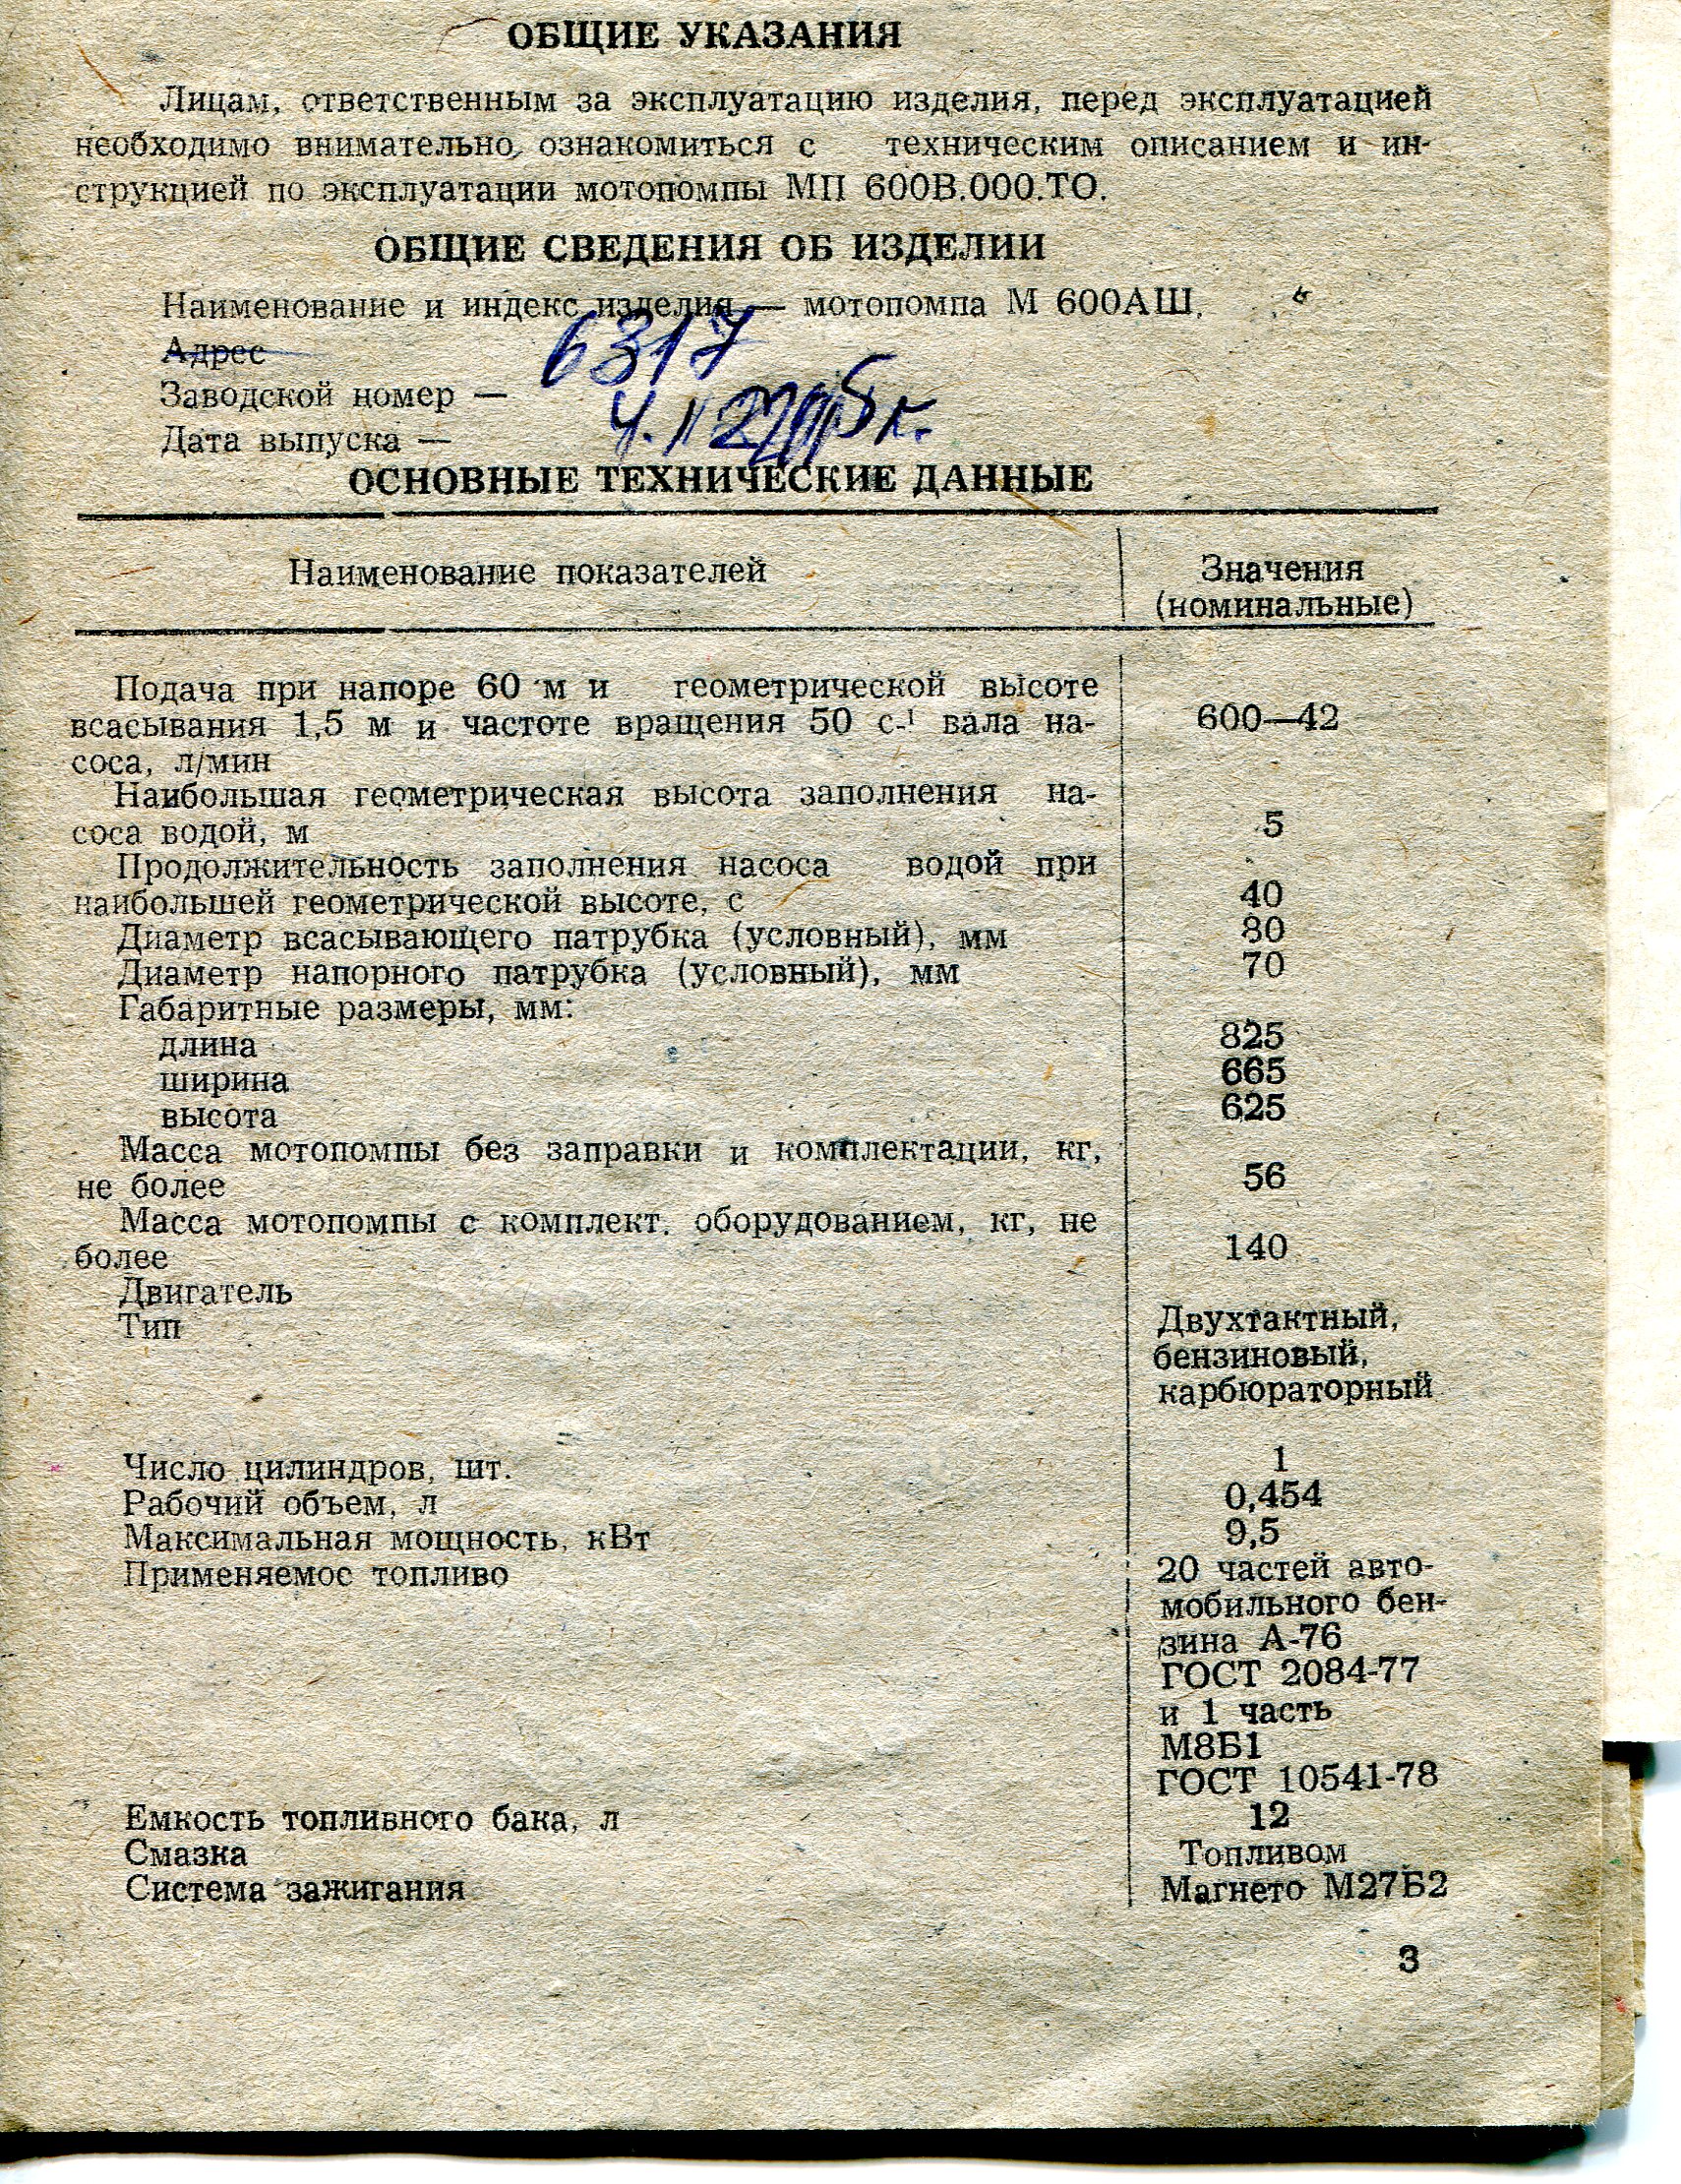 ОБЩИЕ УКАЗАНИЯ
Лицам, ответственным за эксплуатацию изделия, перед эксплуатацией
необходимо внимательно ознакомиться с техническим описанием и ин-
струкцией по эксплуатации мотопомпы МП 600В.000.ТО.
ОБЩИЕ СВЕДЕНИЯ ОБ ИЗДЕЛИИ
Наименование и индекс изделия — мотопомпа М 600АШ.
Адрес
Заводской номер — 6317
Дата выпуска —
ОСНОВНЫЕ ТЕХНИЧЕСКИЕ ДАННЫЕ
Наименование показателей
Значения
(номинальные)
Подача при напоре 60 м и геометрической высоте
всасывания 1,5 м и частоте вращения 50 с-¹ вала на-
соса, л/мин
600—42
Наибольшая геометрическая высота заполнения на-
соса водой, м
5
Продолжительность заполнения насоса водой при
наибольшей геометрической высоте, с
40
Диаметр всасывающего патрубка (условный), мм 80
Диаметр напорного патрубка (условный), мм 70
Габаритные размеры, мм:
длина 825
ширина 665
высота 625
Масса мотопомпы без заправки и комплектации, кг,
не более 56
Масса мотопомпы с комплект. оборудованием, кг, не
более 140
Двигатель
Тип Двухтактный,
бензиновый,
карбюраторный
Число цилиндров, шт. 1
Рабочий объем, л 0,454
Максимальная мощность, кВт 9,5
Применяемое топливо 20 частей авто-
мобильного бен-
зина А-76
ГОСТ 2084-77
и 1 часть
М8Б1
ГОСТ 10541-78
Емкость топливного бака, л 12
Смазка Топливом
Система зажигания Магнето М27Б2
3